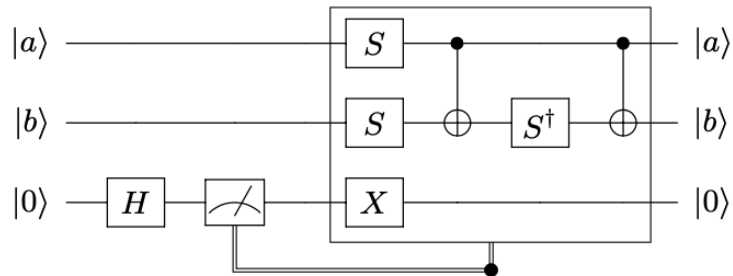 |a⟩ S |a⟩
|b⟩ S S† |b⟩
|0⟩ H X |0⟩